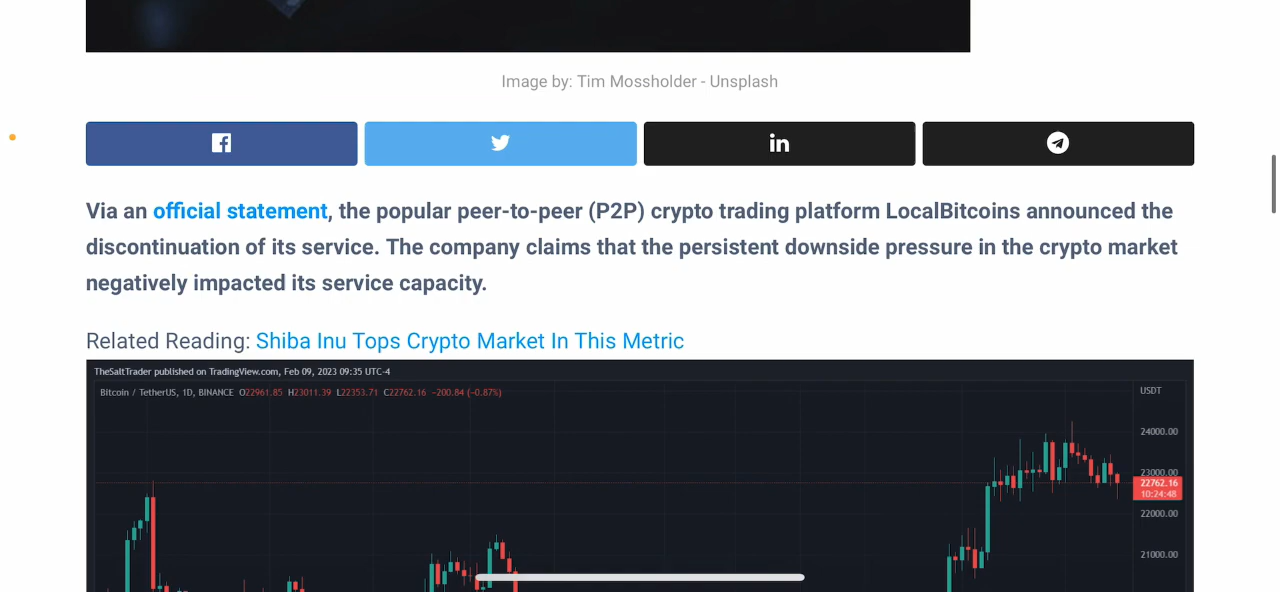 Image by: Tim Mossholder - Unsplash
Via an official statement, the popular peer-to-peer (P2P) crypto trading platform LocalBitcoins announced the
discontinuation of its service. The company claims that the persistent downside pressure in the crypto market
negatively impacted its service capacity.
Related Reading: Shiba Inu Tops Crypto Market In This Metric
TheSaltTrader published on TradingView.com, Feb 09, 2023 09:35 UTC-4
Bitcoin / TetherUS, 1D, BINANCE O22961.85 H23011.39 L22353.71 C22762.16 −200.84 (−0.87%)
USDT
24000.00
23000.00
22762.16
10:24:48
22000.00
21000.00